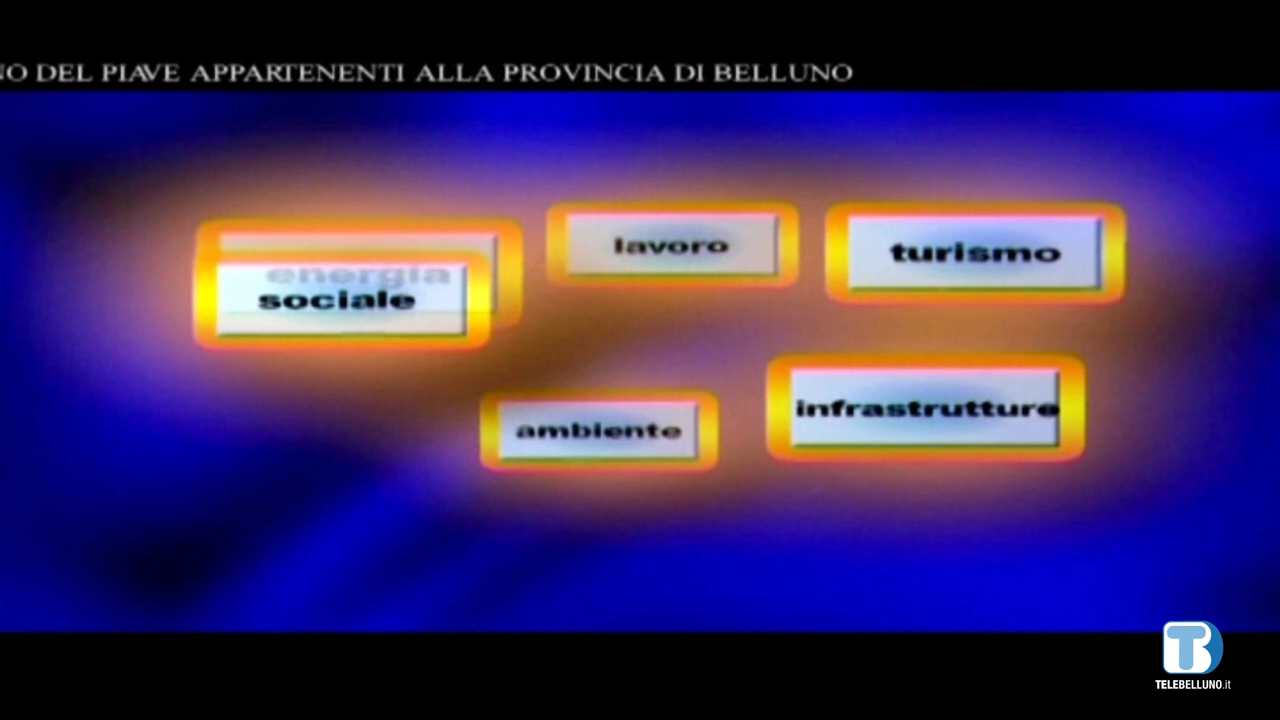 NO DEL PIAVE APPARTENENTI ALLA PROVINCIA DI BELLUNO
energia
sociale
lavoro
turismo
ambiente
infrastrutture
TELEBELLUNO.it